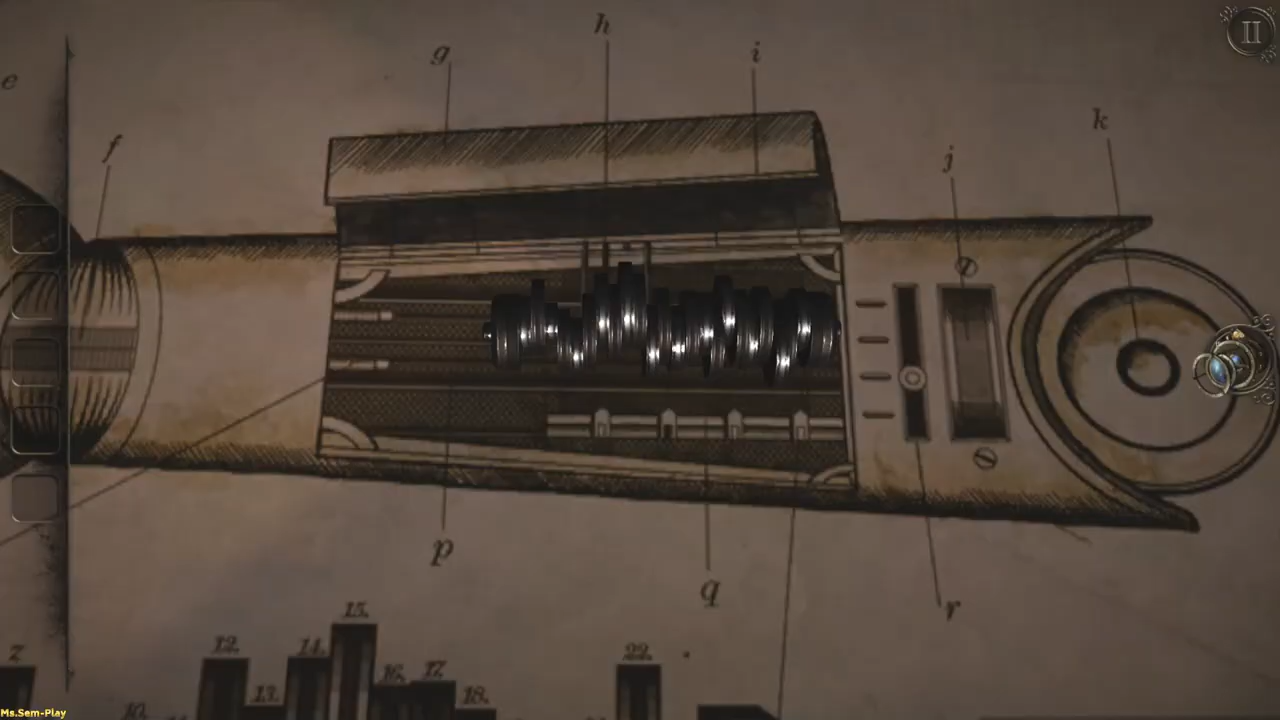 h
g
i
e
k
f
j
p
q
r
15.
12.
14.
22.
z
16.
17.
13.
18.
10.
Ms.Sem-Play